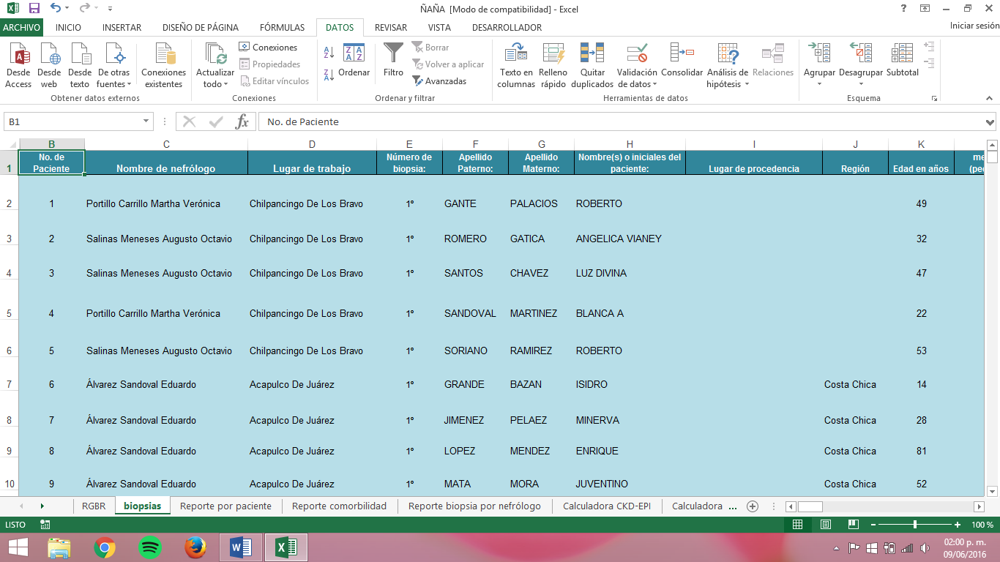 ÑAÑA  [Modo de compatibilidad] - Excel
ARCHIVO INICIO INSERTAR DISEÑO DE PÁGINA FÓRMULAS DATOS REVISAR VISTA DESARROLLADOR Iniciar sesión
Desde Access
Desde web
Desde texto
De otras fuentes
Obtener datos externos
Conexiones existentes
Actualizar todo
Conexiones
Propiedades
Editar vínculos
Conexiones
Ordenar
Filtro
Borrar
Volver a aplicar
Avanzadas
Ordenar y filtrar
Texto en columnas
Relleno rápido
Quitar duplicados
Validación de datos
Consolidar
Análisis de hipótesis
Relaciones
Herramientas de datos
Agrupar
Desagrupar
Subtotal
Esquema
B1 fx No. de Paciente
B C D E F G H I J K
1 No. de Paciente Nombre de nefrólogo Lugar de trabajo Número de biopsia: Apellido Paterno: Apellido Materno: Nombre(s) o iniciales del paciente: Lugar de procedencia Región Edad en años
2 1 Portillo Carrillo Martha Verónica Chilpancingo De Los Bravo 1º GANTE PALACIOS ROBERTO 49
3 2 Salinas Meneses Augusto Octavio Chilpancingo De Los Bravo 1º ROMERO GATICA ANGELICA VIANEY 32
4 3 Salinas Meneses Augusto Octavio Chilpancingo De Los Bravo 1º SANTOS CHAVEZ LUZ DIVINA 47
5 4 Portillo Carrillo Martha Verónica Chilpancingo De Los Bravo 1º SANDOVAL MARTINEZ BLANCA A 22
6 5 Salinas Meneses Augusto Octavio Chilpancingo De Los Bravo 1º SORIANO RAMIREZ ROBERTO 53
7 6 Álvarez Sandoval Eduardo Acapulco De Juárez 1º GRANDE BAZAN ISIDRO Costa Chica 14
8 7 Álvarez Sandoval Eduardo Acapulco De Juárez 1º JIMENEZ PELAEZ MINERVA Costa Chica 28
9 8 Álvarez Sandoval Eduardo Acapulco De Juárez 1º LOPEZ MENDEZ ENRIQUE Costa Chica 81
10 9 Álvarez Sandoval Eduardo Acapulco De Juárez 1º MATA MORA JUVENTINO Costa Chica 52
RGBR biopsias Reporte por paciente Reporte comorbilidad Reporte biopsia por nefrólogo Calculadora CKD-EPI Calculadora ...
LISTO 100 %
02:00 p. m.
09/06/2016